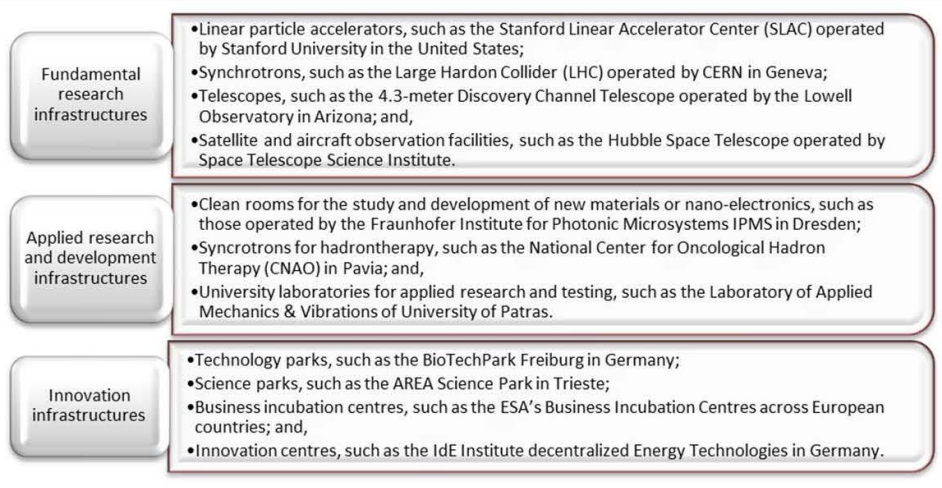 Fundamental
research
infrastructures
•Linear particle accelerators, such as the Stanford Linear Accelerator Center (SLAC) operated
by Stanford University in the United States;
•Synchrotrons, such as the Large Hardon Collider (LHC) operated by CERN in Geneva;
•Telescopes, such as the 4.3-meter Discovery Channel Telescope operated by the Lowell
Observatory in Arizona; and,
•Satellite and aircraft observation facilities, such as the Hubble Space Telescope operated by
Space Telescope Science Institute.
Applied research
and development
infrastructures
•Clean rooms for the study and development of new materials or nano-electronics, such as
those operated by the Fraunhofer Institute for Photonic Microsystems IPMS in Dresden;
•Syncrotrons for hadrontherapy, such as the National Center for Oncological Hadron
Therapy (CNAO) in Pavia; and,
•University laboratories for applied research and testing, such as the Laboratory of Applied
Mechanics & Vibrations of University of Patras.
Innovation
infrastructures
•Technology parks, such as the BioTechPark Freiburg in Germany;
•Science parks, such as the AREA Science Park in Trieste;
•Business incubation centres, such as the ESA's Business Incubation Centres across European
countries; and,
•Innovation centres, such as the IdE Institute decentralized Energy Technologies in Germany.